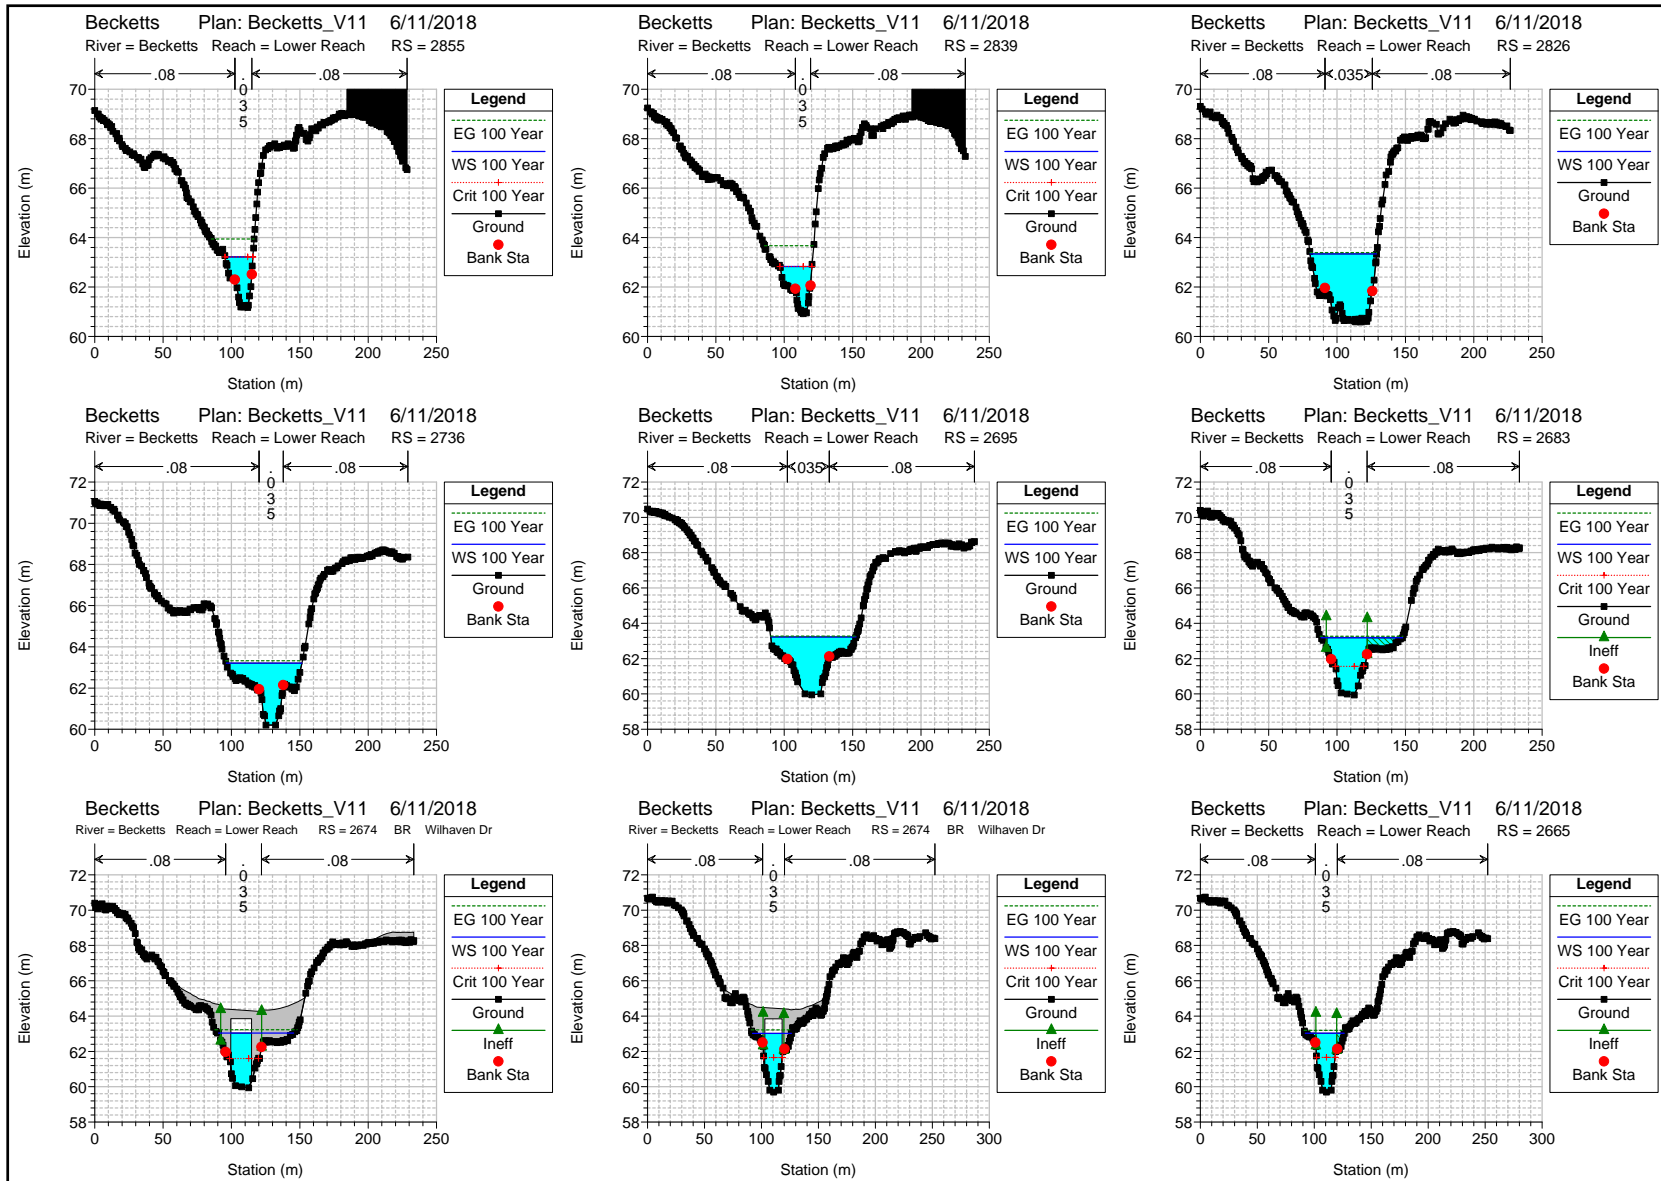 Becketts Plan: Becketts_V11 6/11/2018
River = Becketts Reach = Lower Reach RS = 2855
.08 .035 .08
Elevation (m)
70
68
66
64
62
60
0 50 100 150 200 250
Station (m)
Legend
EG 100 Year
WS 100 Year
Crit 100 Year
Ground
Bank Sta
Becketts Plan: Becketts_V11 6/11/2018
River = Becketts Reach = Lower Reach RS = 2839
.08 .035 .08
Elevation (m)
70
68
66
64
62
60
0 50 100 150 200 250
Station (m)
Legend
EG 100 Year
WS 100 Year
Crit 100 Year
Ground
Bank Sta
Becketts Plan: Becketts_V11 6/11/2018
River = Becketts Reach = Lower Reach RS = 2826
.08 .035 .08
Elevation (m)
70
68
66
64
62
60
0 50 100 150 200 250
Station (m)
Legend
EG 100 Year
WS 100 Year
Ground
Bank Sta
Becketts Plan: Becketts_V11 6/11/2018
River = Becketts Reach = Lower Reach RS = 2736
.08 .035 .08
Elevation (m)
72
70
68
66
64
62
60
0 50 100 150 200 250
Station (m)
Legend
EG 100 Year
WS 100 Year
Ground
Bank Sta
Becketts Plan: Becketts_V11 6/11/2018
River = Becketts Reach = Lower Reach RS = 2695
.08 .035 .08
Elevation (m)
72
70
68
66
64
62
60
58
0 50 100 150 200 250
Station (m)
Legend
EG 100 Year
WS 100 Year
Ground
Bank Sta
Becketts Plan: Becketts_V11 6/11/2018
River = Becketts Reach = Lower Reach RS = 2683
.08 .035 .08
Elevation (m)
72
70
68
66
64
62
60
58
0 50 100 150 200 250
Station (m)
Legend
EG 100 Year
WS 100 Year
Crit 100 Year
Ground
Ineff
Bank Sta
Becketts Plan: Becketts_V11 6/11/2018
River = Becketts Reach = Lower Reach RS = 2674 BR Wilhaven Dr
.08 .035 .08
Elevation (m)
72
70
68
66
64
62
60
58
0 50 100 150 200 250
Station (m)
Legend
EG 100 Year
WS 100 Year
Crit 100 Year
Ground
Ineff
Bank Sta
Becketts Plan: Becketts_V11 6/11/2018
River = Becketts Reach = Lower Reach RS = 2674 BR Wilhaven Dr
.08 .035 .08
Elevation (m)
72
70
68
66
64
62
60
58
0 50 100 150 200 250 300
Station (m)
Legend
EG 100 Year
WS 100 Year
Crit 100 Year
Ground
Ineff
Bank Sta
Becketts Plan: Becketts_V11 6/11/2018
River = Becketts Reach = Lower Reach RS = 2665
.08 .035 .08
Elevation (m)
72
70
68
66
64
62
60
58
0 50 100 150 200 250 300
Station (m)
Legend
EG 100 Year
WS 100 Year
Crit 100 Year
Ground
Ineff
Bank Sta